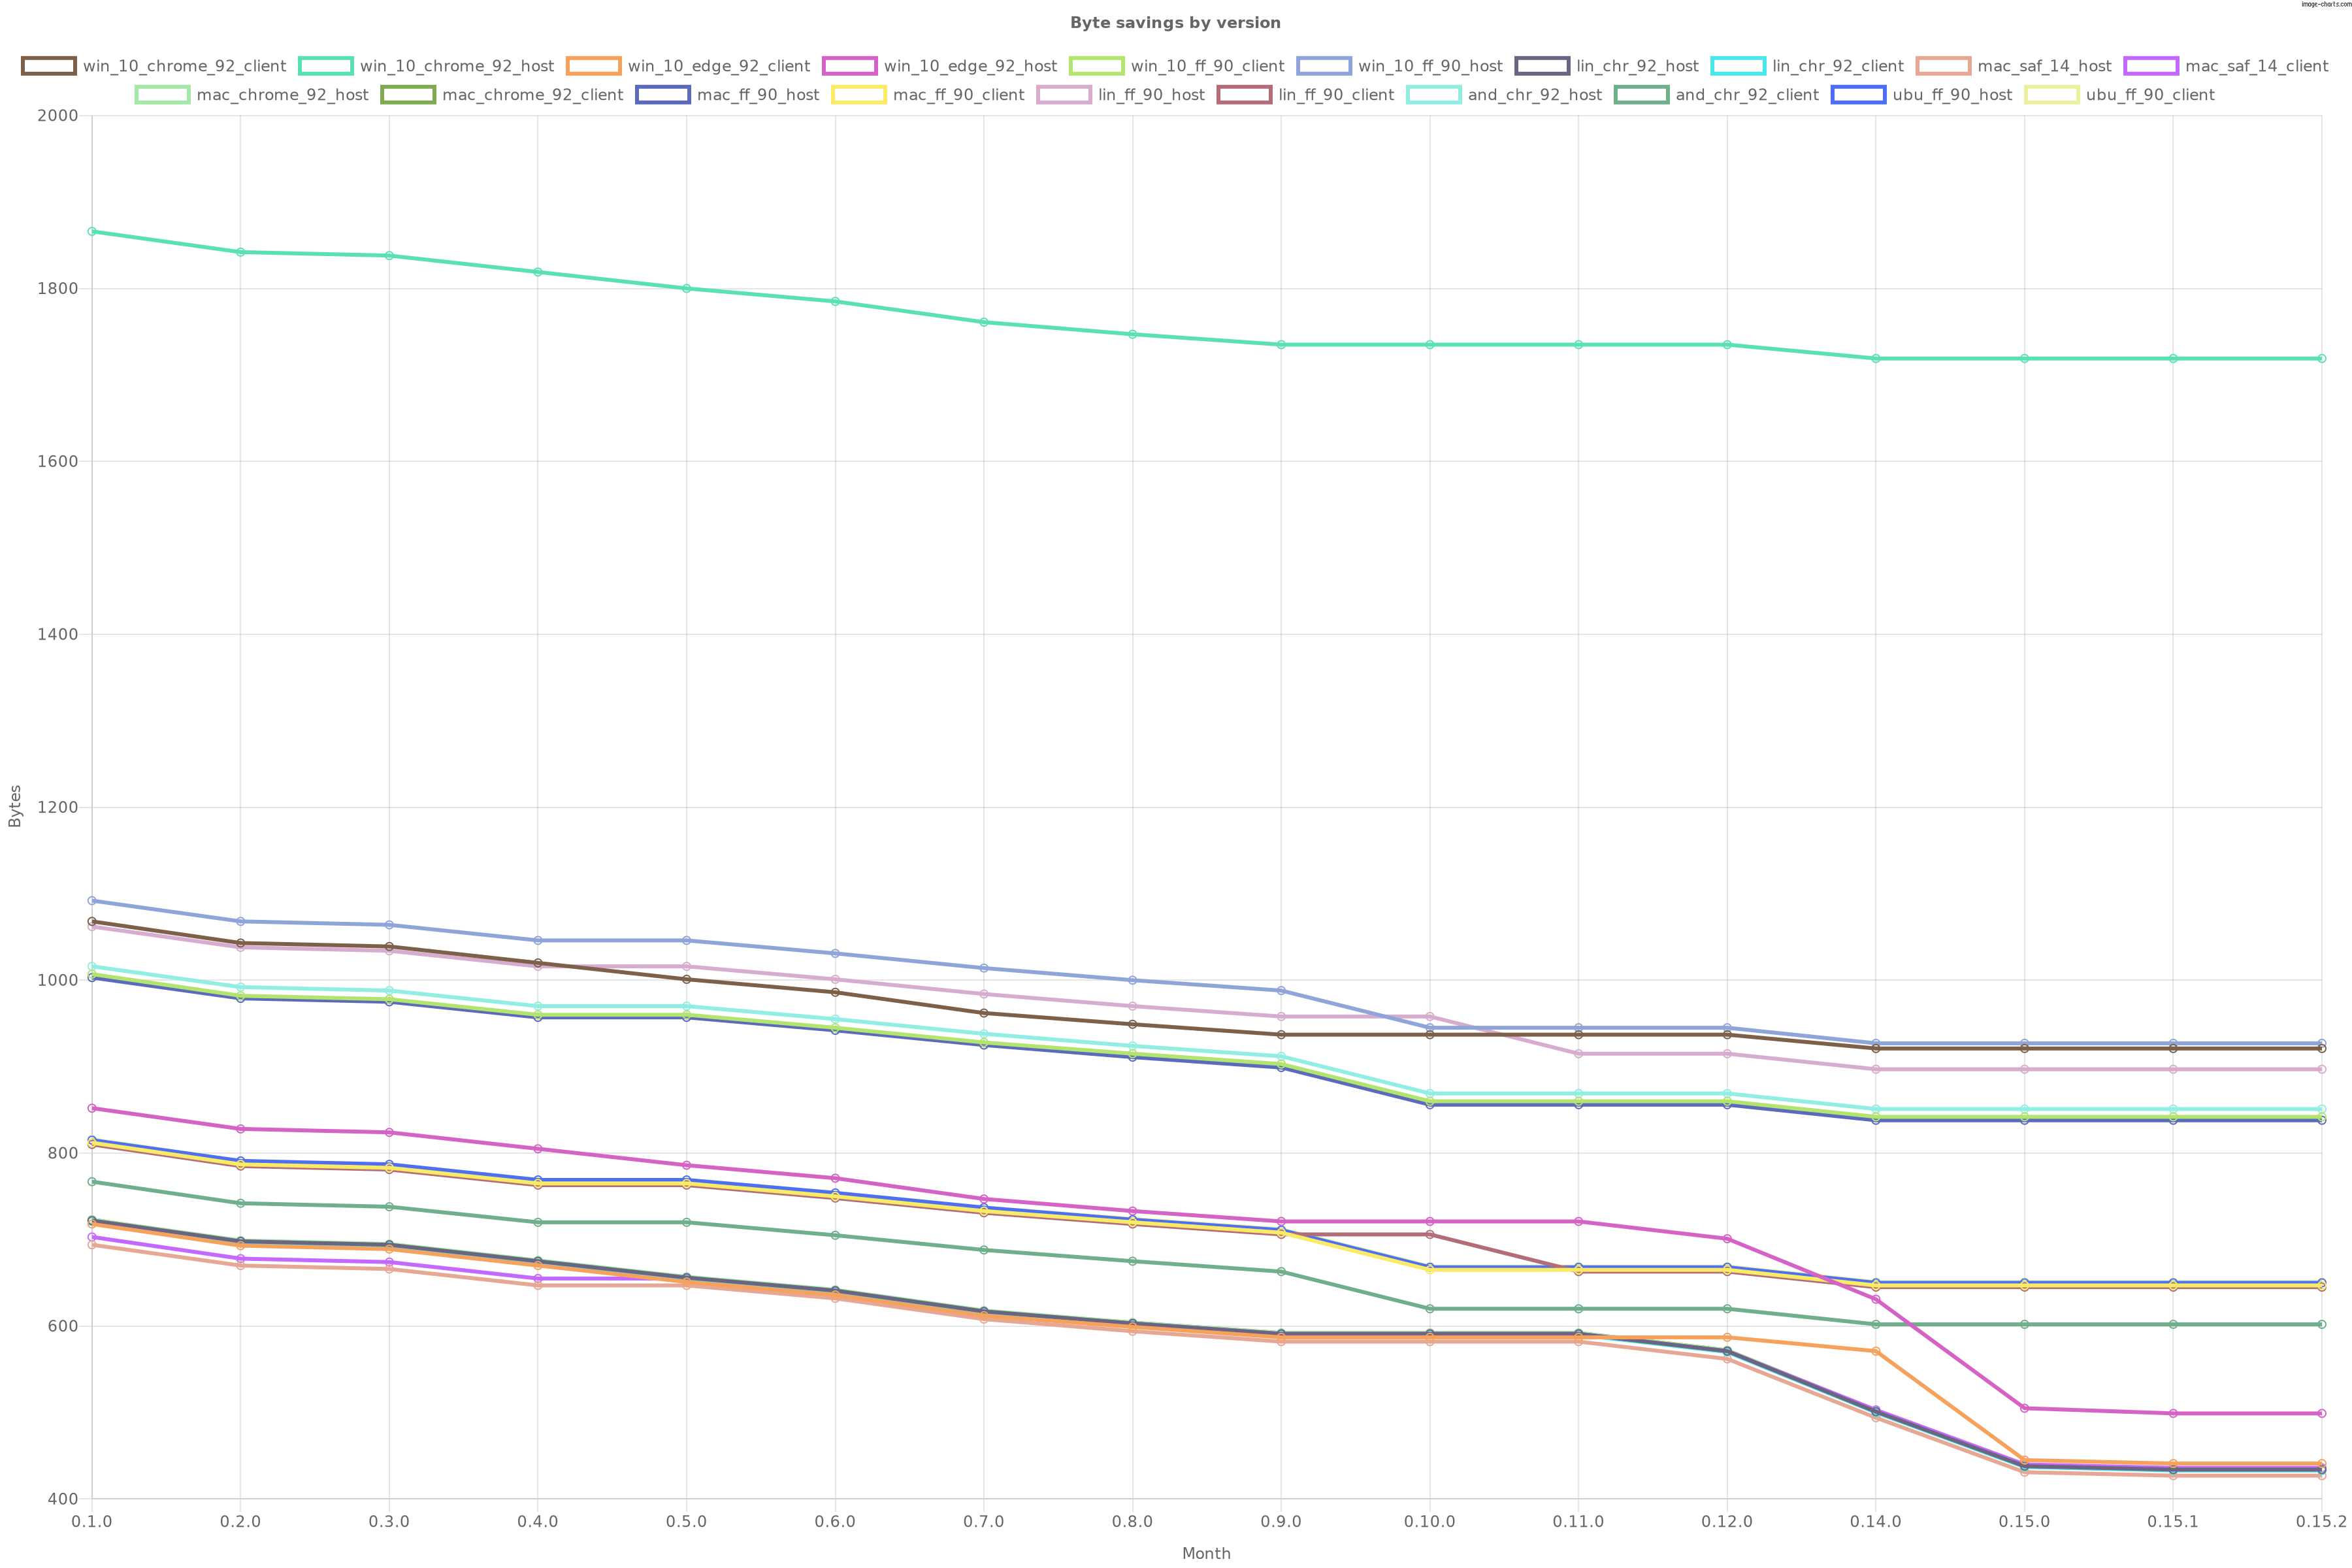 image-charts.com
Byte savings by version
win_10_chrome_92_client win_10_chrome_92_host win_10_edge_92_client win_10_edge_92_host win_10_ff_90_client win_10_ff_90_host lin_chr_92_host lin_chr_92_client mac_saf_14_host mac_saf_14_client
mac_chrome_92_host mac_chrome_92_client mac_ff_90_host mac_ff_90_client lin_ff_90_host lin_ff_90_client and_chr_92_host and_chr_92_client ubu_ff_90_host ubu_ff_90_client
2000
1800
1600
1400
1200
1000
800
600
400
Bytes
0.1.0 0.2.0 0.3.0 0.4.0 0.5.0 0.6.0 0.7.0 0.8.0 0.9.0 0.10.0 0.11.0 0.12.0 0.14.0 0.15.0 0.15.1 0.15.2
Month